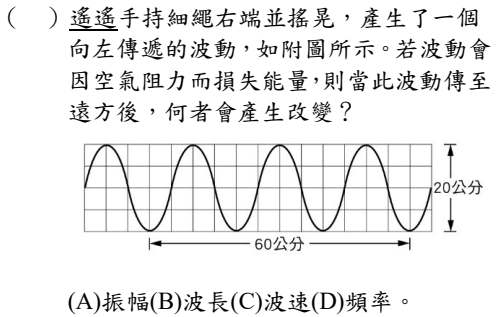 （　）遙遙手持細繩右端並搖晃，產生了一個
向左傳遞的波動，如附圖所示。若波動會
因空氣阻力而損失能量，則當此波動傳至
遠方後，何者會產生改變？
20公分
60公分
(A)振幅(B)波長(C)波速(D)頻率。